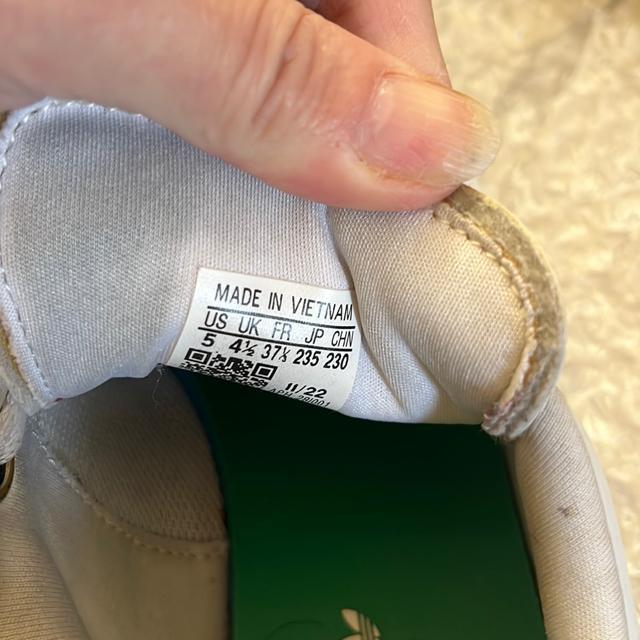 MADE IN VIETNAM
US UK FR JP CHN
5 4½ 37⅓ 235 230
11/22